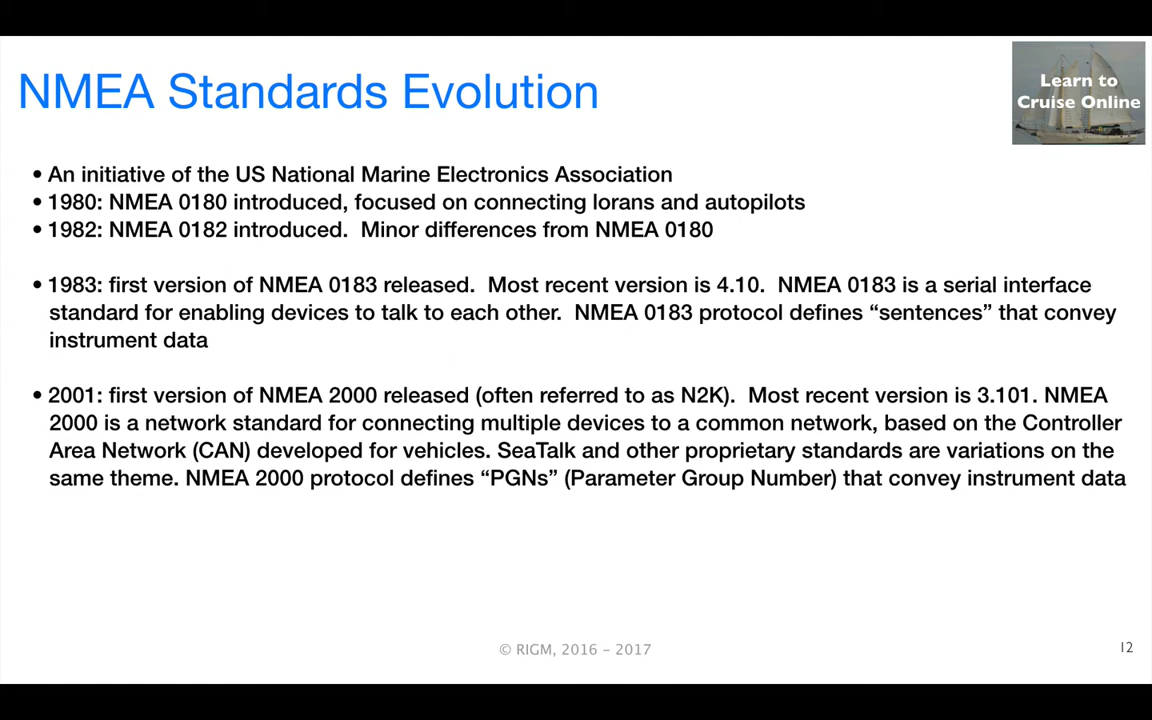 NMEA Standards Evolution
Learn to
Cruise Online
• An initiative of the US National Marine Electronics Association
• 1980: NMEA 0180 introduced, focused on connecting lorans and autopilots
• 1982: NMEA 0182 introduced.  Minor differences from NMEA 0180
• 1983: first version of NMEA 0183 released.  Most recent version is 4.10.  NMEA 0183 is a serial interface
standard for enabling devices to talk to each other.  NMEA 0183 protocol defines “sentences” that convey
instrument data
• 2001: first version of NMEA 2000 released (often referred to as N2K).  Most recent version is 3.101. NMEA
2000 is a network standard for connecting multiple devices to a common network, based on the Controller
Area Network (CAN) developed for vehicles. SeaTalk and other proprietary standards are variations on the
same theme. NMEA 2000 protocol defines “PGNs” (Parameter Group Number) that convey instrument data
© RIGM, 2016 – 2017
12